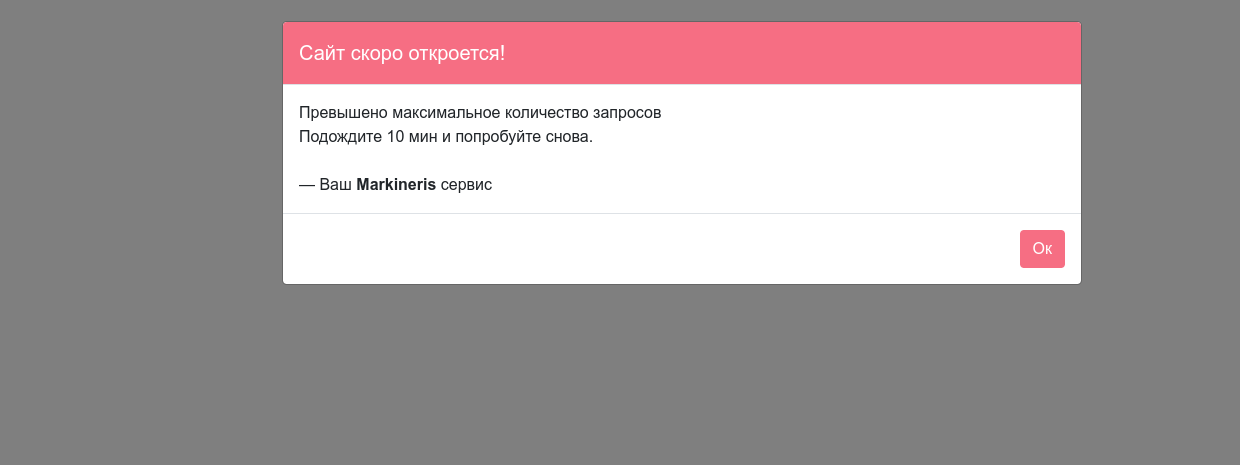 Сайт скоро откроется!
Превышено максимальное количество запросов
Подождите 10 мин и попробуйте снова.
— Ваш Markineris сервис
Ок